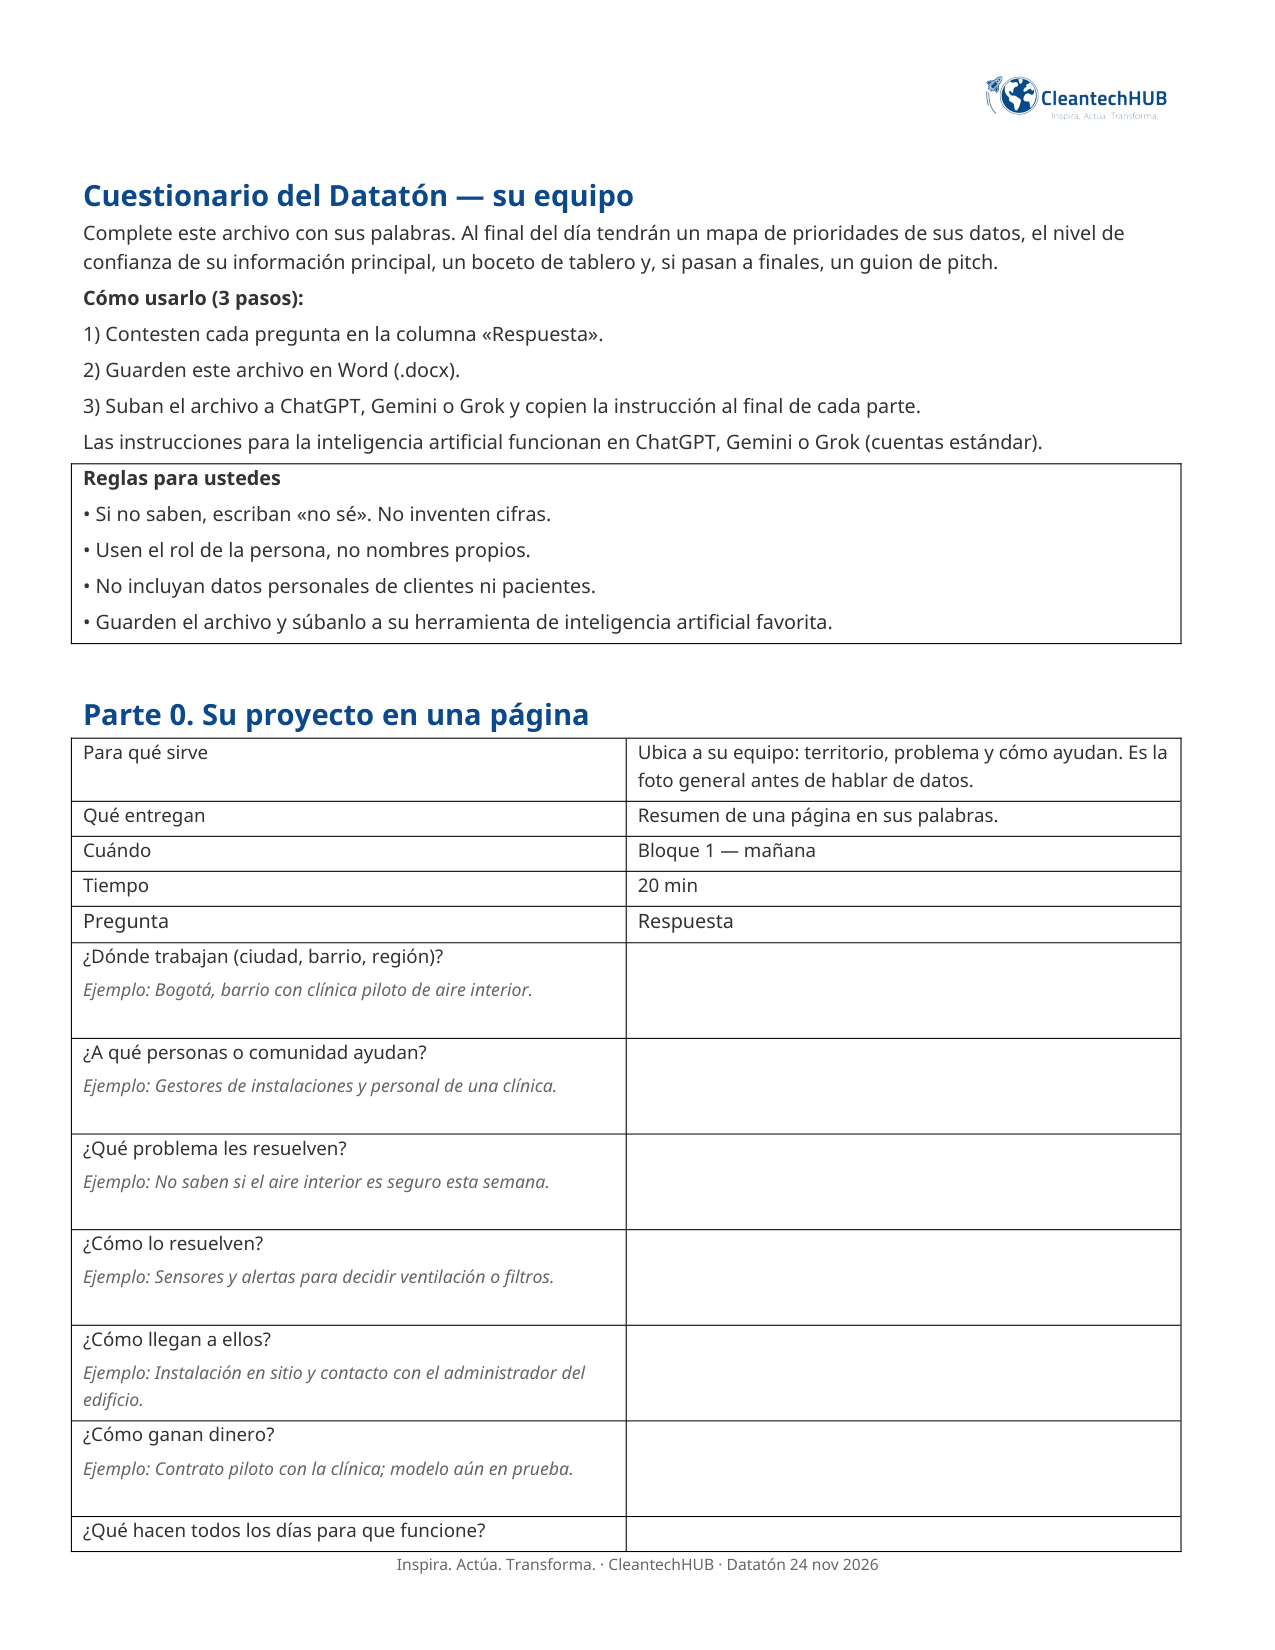 CleantechHUB
Inspira. Actúa. Transforma.
Cuestionario del Datatón — su equipo
Complete este archivo con sus palabras. Al final del día tendrán un mapa de prioridades de sus datos, el nivel de
confianza de su información principal, un boceto de tablero y, si pasan a finales, un guion de pitch.
Cómo usarlo (3 pasos):
1) Contesten cada pregunta en la columna «Respuesta».
2) Guarden este archivo en Word (.docx).
3) Suban el archivo a ChatGPT, Gemini o Grok y copien la instrucción al final de cada parte.
Las instrucciones para la inteligencia artificial funcionan en ChatGPT, Gemini o Grok (cuentas estándar).
Reglas para ustedes
• Si no saben, escriban «no sé». No inventen cifras.
• Usen el rol de la persona, no nombres propios.
• No incluyan datos personales de clientes ni pacientes.
• Guarden el archivo y súbanlo a su herramienta de inteligencia artificial favorita.
Parte 0. Su proyecto en una página
Para qué sirve
Ubica a su equipo: territorio, problema y cómo ayudan. Es la
foto general antes de hablar de datos.
Qué entregan
Resumen de una página en sus palabras.
Cuándo
Bloque 1 — mañana
Tiempo
20 min
Pregunta
Respuesta
¿Dónde trabajan (ciudad, barrio, región)?
Ejemplo: Bogotá, barrio con clínica piloto de aire interior.
¿A qué personas o comunidad ayudan?
Ejemplo: Gestores de instalaciones y personal de una clínica.
¿Qué problema les resuelven?
Ejemplo: No saben si el aire interior es seguro esta semana.
¿Cómo lo resuelven?
Ejemplo: Sensores y alertas para decidir ventilación o filtros.
¿Cómo llegan a ellos?
Ejemplo: Instalación en sitio y contacto con el administrador del
edificio.
¿Cómo ganan dinero?
Ejemplo: Contrato piloto con la clínica; modelo aún en prueba.
¿Qué hacen todos los días para que funcione?
Inspira. Actúa. Transforma. · CleantechHUB · Datatón 24 nov 2026